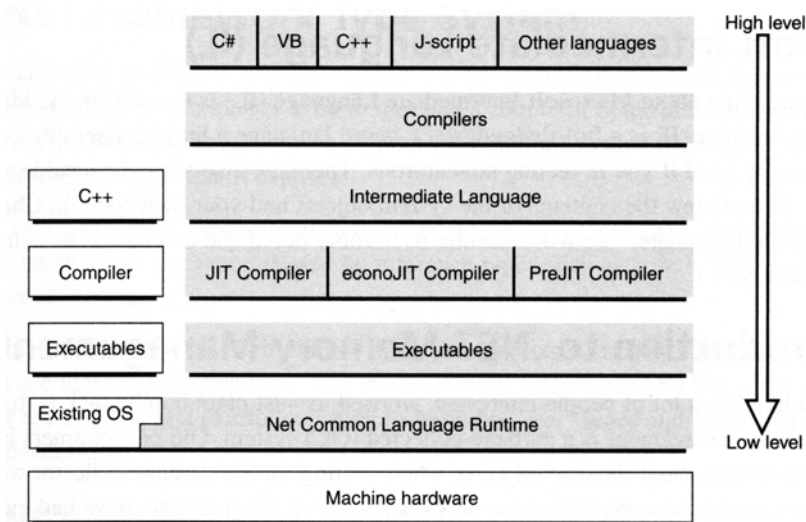 High level
C# VB C++ J-script Other languages
Compilers
C++ Intermediate Language
Compiler JIT Compiler econoJIT Compiler PreJIT Compiler
Executables Executables
Existing OS Net Common Language Runtime
Low level
Machine hardware